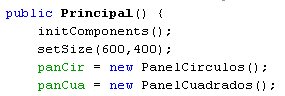 public Principal() {
initComponents();
setSize(600,400);
panCir = new PanelCirculos();
panCua = new PanelCuadrados();